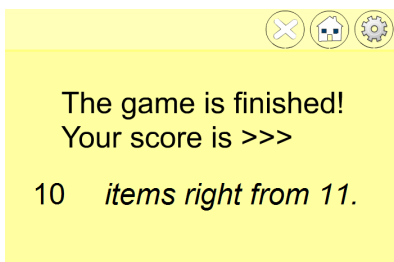 The game is finished!
Your score is >>>
10 items right from 11.